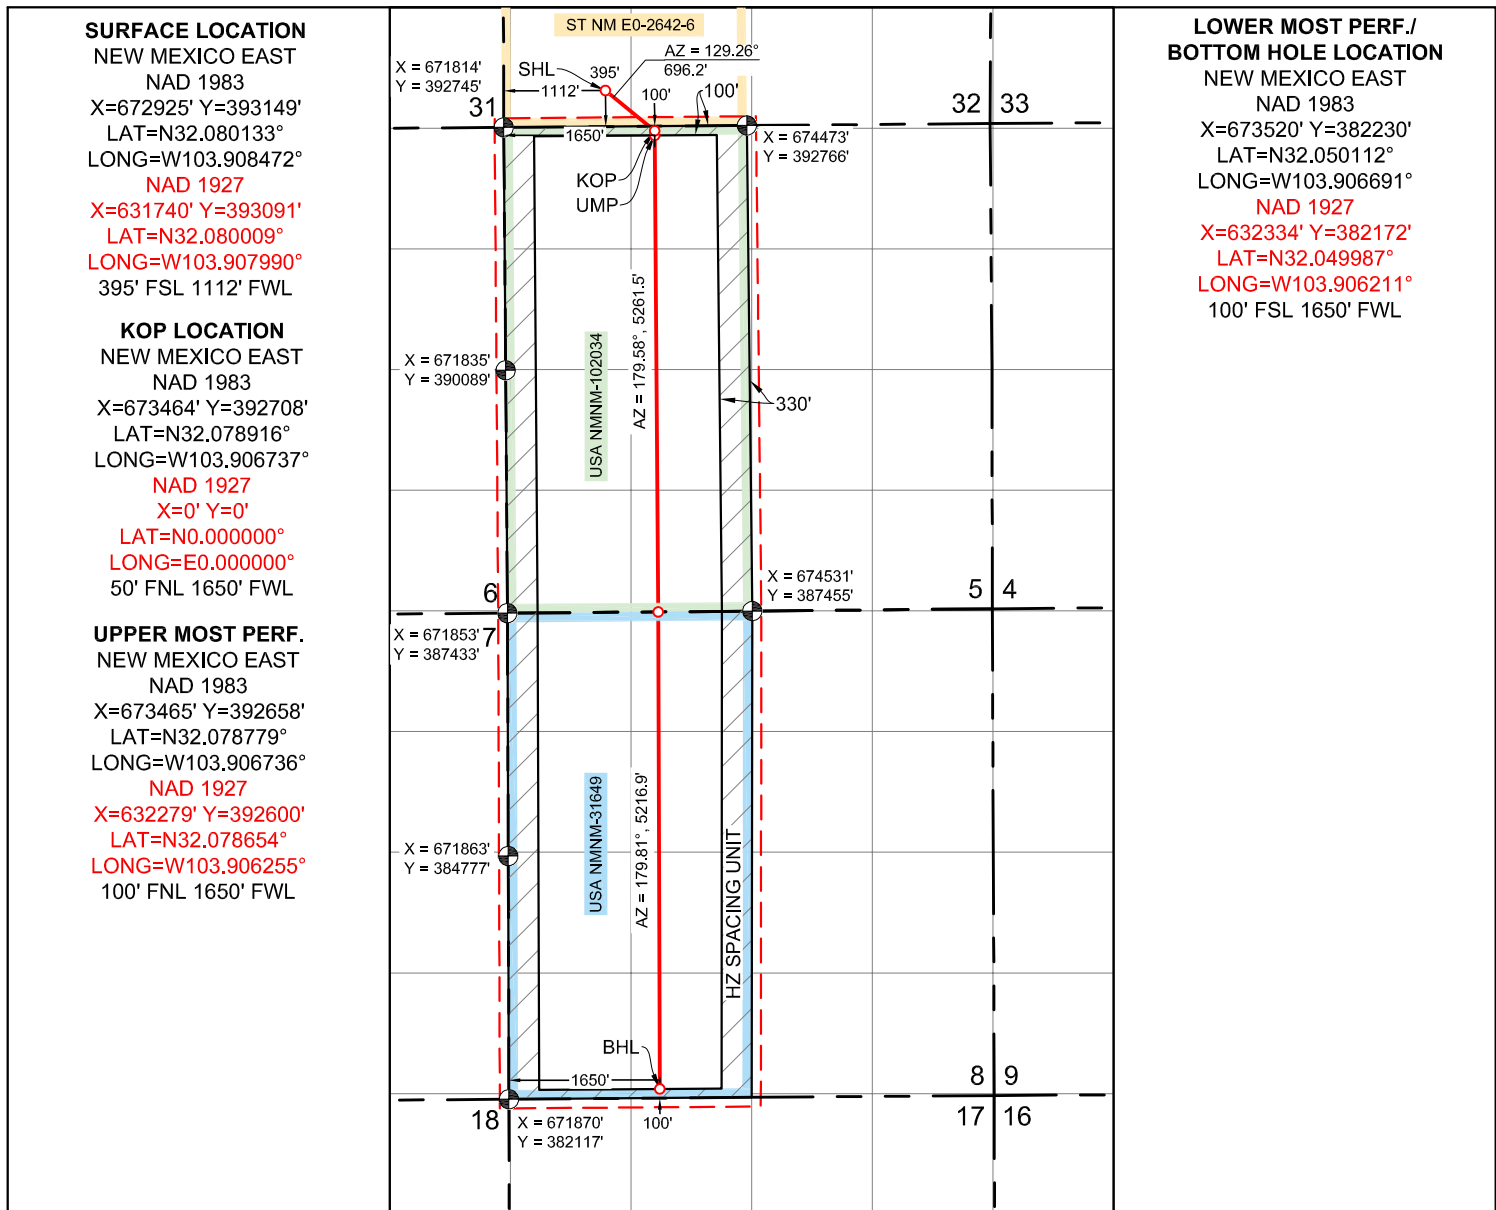 SURFACE LOCATION
NEW MEXICO EAST
NAD 1983
X=672925' Y=393149'
LAT=N32.080133°
LONG=W103.908472°
NAD 1927
X=631740' Y=393091'
LAT=N32.080009°
LONG=W103.907990°
395' FSL 1112' FWL
KOP LOCATION
NEW MEXICO EAST
NAD 1983
X=673464' Y=392708'
LAT=N32.078916°
LONG=W103.906737°
NAD 1927
X=0' Y=0'
LAT=N0.000000°
LONG=E0.000000°
50' FNL 1650' FWL
UPPER MOST PERF.
NEW MEXICO EAST
NAD 1983
X=673465' Y=392658'
LAT=N32.078779°
LONG=W103.906736°
NAD 1927
X=632279' Y=392600'
LAT=N32.078654°
LONG=W103.906255°
100' FNL 1650' FWL
ST NM E0-2642-6
AZ = 129.26°
696.2'
X = 671814'
Y = 392745'
SHL
395'
1112'
100'
100'
31
32 33
1650'
X = 674473'
Y = 392766'
KOP
UMP
AZ = 179.58°, 5261.5'
USA NMNM-102034
X = 671835'
Y = 390089'
330'
X = 674531'
Y = 387455'
6
5 4
7
X = 671853'
Y = 387433'
USA NMNM-31649
AZ = 179.81°, 5216.9'
HZ SPACING UNIT
X = 671863'
Y = 384777'
BHL
1650'
8 9
18
17 16
X = 671870'
Y = 382117'
100'
LOWER MOST PERF./
BOTTOM HOLE LOCATION
NEW MEXICO EAST
NAD 1983
X=673520' Y=382230'
LAT=N32.050112°
LONG=W103.906691°
NAD 1927
X=632334' Y=382172'
LAT=N32.049987°
LONG=W103.906211°
100' FSL 1650' FWL